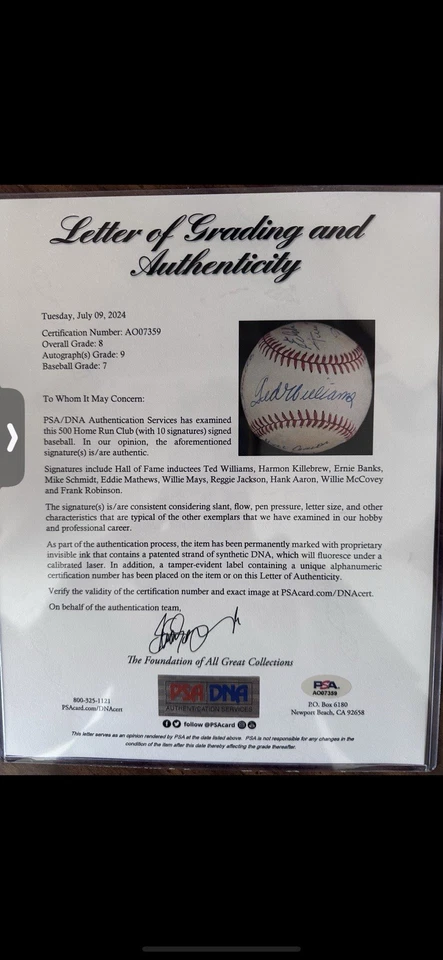 Letter of Grading and
Authenticity
Tuesday, July 09, 2024
Certification Number: AO07359
Overall Grade: 8
Autograph(s) Grade: 9
Baseball Grade: 7
Ted Williams
To Whom It May Concern:
PSA/DNA Authentication Services has examined
this 500 Home Run Club (with 10 signatures) signed
baseball. In our opinion, the aforementioned
signature(s) is/are authentic.
Signatures include Hall of Fame inductees Ted Williams, Harmon Killebrew, Ernie Banks,
Mike Schmidt, Eddie Mathews, Willie Mays, Reggie Jackson, Hank Aaron, Willie McCovey
and Frank Robinson.
The signature(s) is/are consistent considering slant, flow, pen pressure, letter size, and other
characteristics that are typical of the other exemplars that we have examined in our hobby
and professional career.
As part of the authentication process, the item has been permanently marked with proprietary
invisible ink that contains a patented strand of synthetic DNA, which will fluoresce under a
calibrated laser. In addition, a tamper-evident label containing a unique alphanumeric
certification number has been placed on the item or on this Letter of Authenticity.
Verify the validity of the certification number and exact image at PSAcard.com/DNAcert.
On behalf of the authentication team,
The Foundation of All Great Collections
800-325-1121
PSAcard.com/DNAcert
PSA DNA
AUTHENTICATION SERVICES
follow @PSAcard
PSA
AO07359
P.O. Box 6180
Newport Beach, CA 92658
This letter serves as an opinion rendered by PSA at the date listed above. PSA is not responsible for any changes in the
condition of the item after this date thereby affecting the grade thereafter.